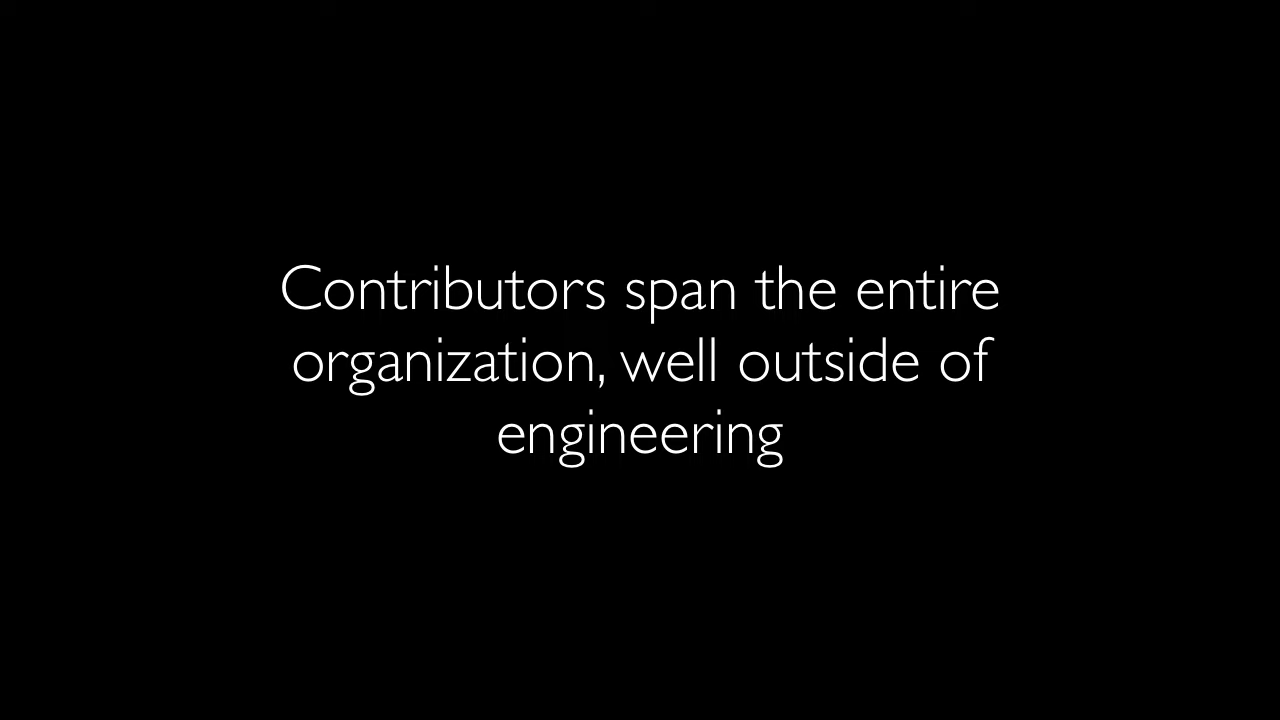 Contributors span the entire
organization, well outside of
engineering